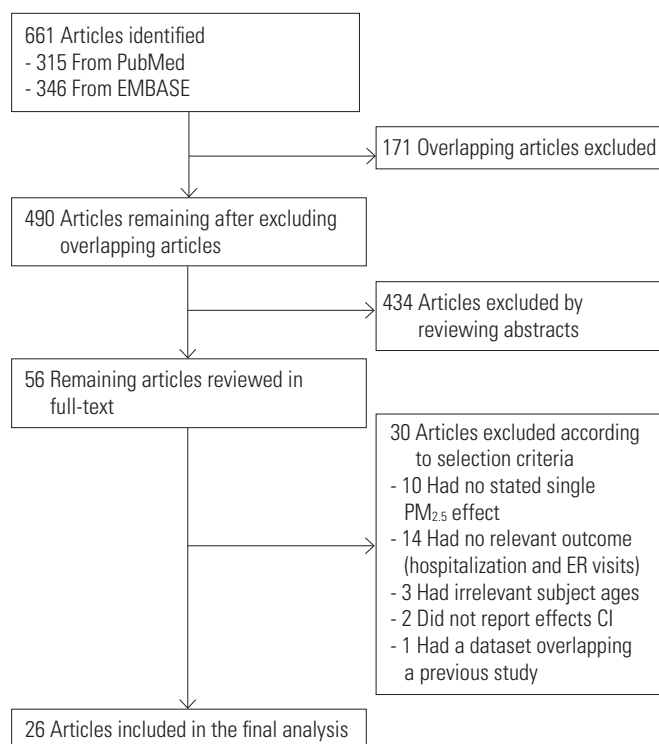 661 Articles identified
- 315 From PubMed
- 346 From EMBASE
171 Overlapping articles excluded
490 Articles remaining after excluding
overlapping articles
434 Articles excluded by
reviewing abstracts
56 Remaining articles reviewed in
full-text
30 Articles excluded according
to selection criteria
- 10 Had no stated single
PM2.5 effect
- 14 Had no relevant outcome
(hospitalization and ER visits)
- 3 Had irrelevant subject ages
- 2 Did not report effects CI
- 1 Had a dataset overlapping
a previous study
26 Articles included in the final analysis